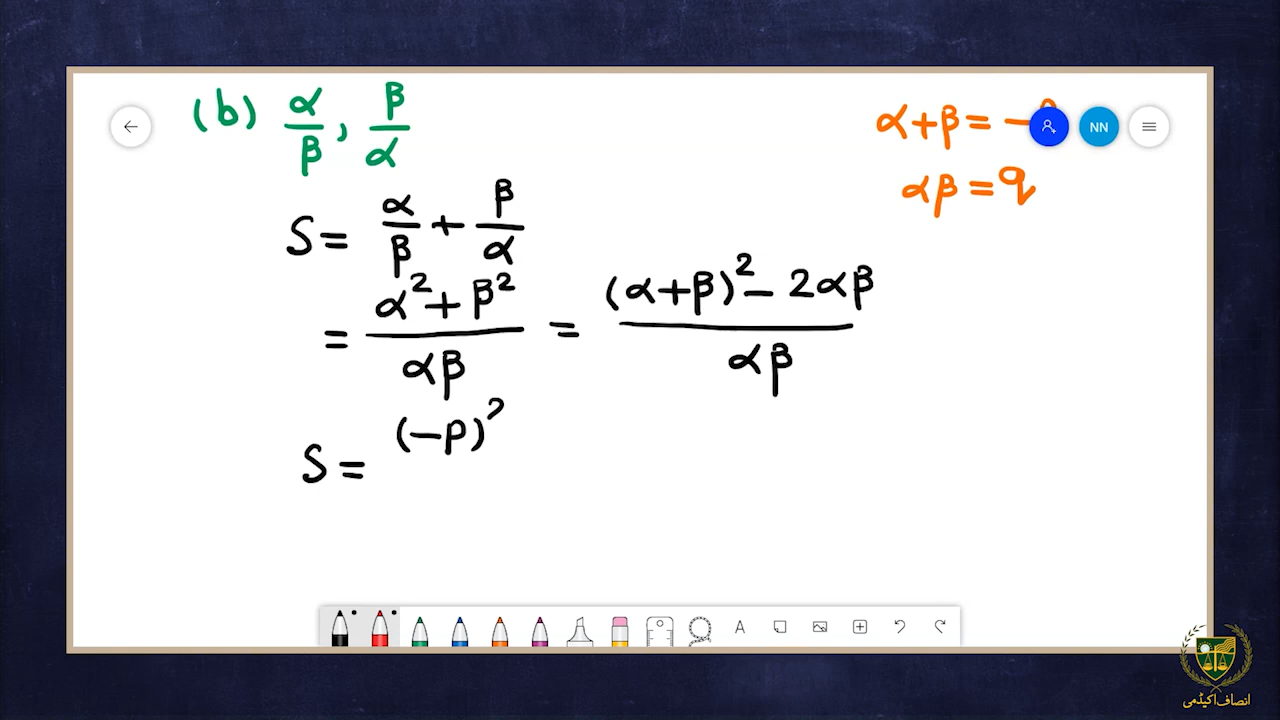 (b) α/β, β/α
α+β = −
αβ = q
S = α/β + β/α
= (α² + β²)/αβ = ((α+β)² − 2αβ)/αβ
S = (−p)²
NN
A
انصاف اکیڈمی